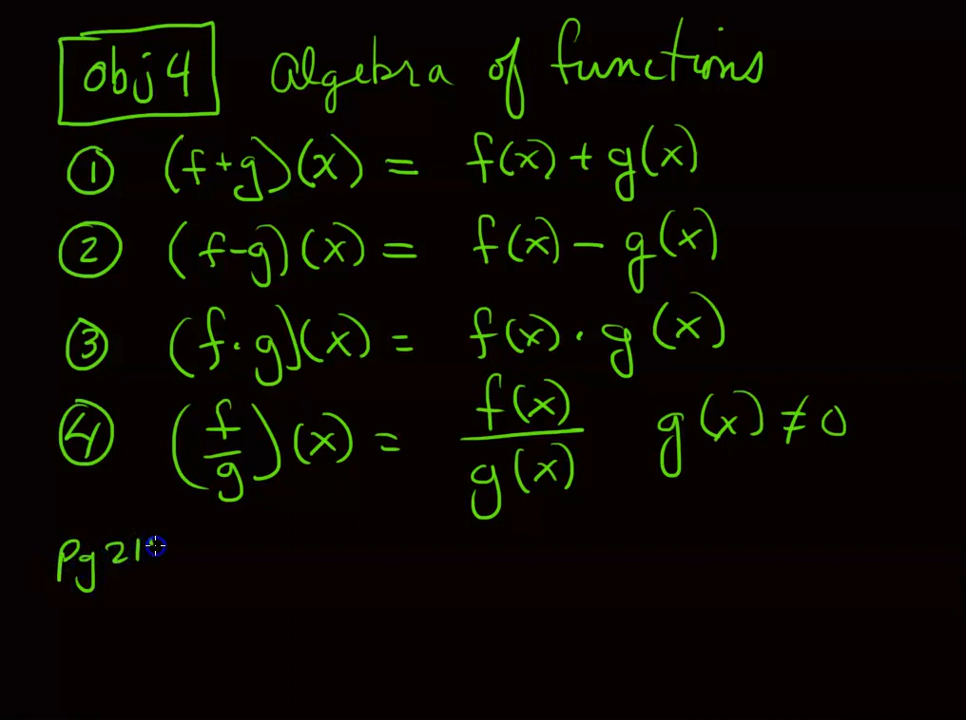 obj 4 algebra of functions
① (f+g)(x) = f(x) + g(x)
② (f-g)(x) = f(x) - g(x)
③ (f·g)(x) = f(x) · g(x)
④ (f/g)(x) = f(x)/g(x) g(x) ≠ 0
Pg 21